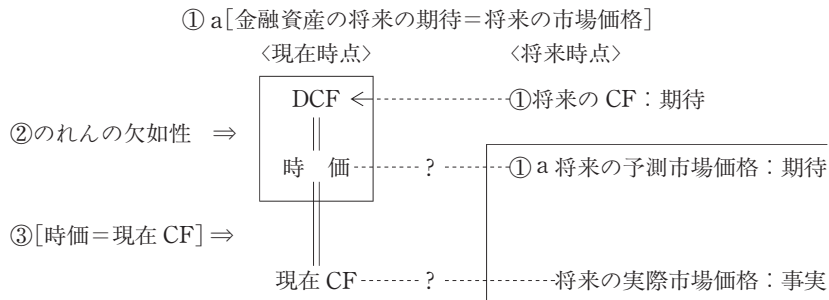 ① a[金融資産の将来の期待＝将来の市場価格]
〈現在時点〉 〈将来時点〉
DCF ①将来の CF：期待
②のれんの欠如性 ⇒
時 価 ? ① a 将来の予測市場価格：期待
③[時価＝現在 CF]⇒
現在 CF ? 将来の実際市場価格：事実